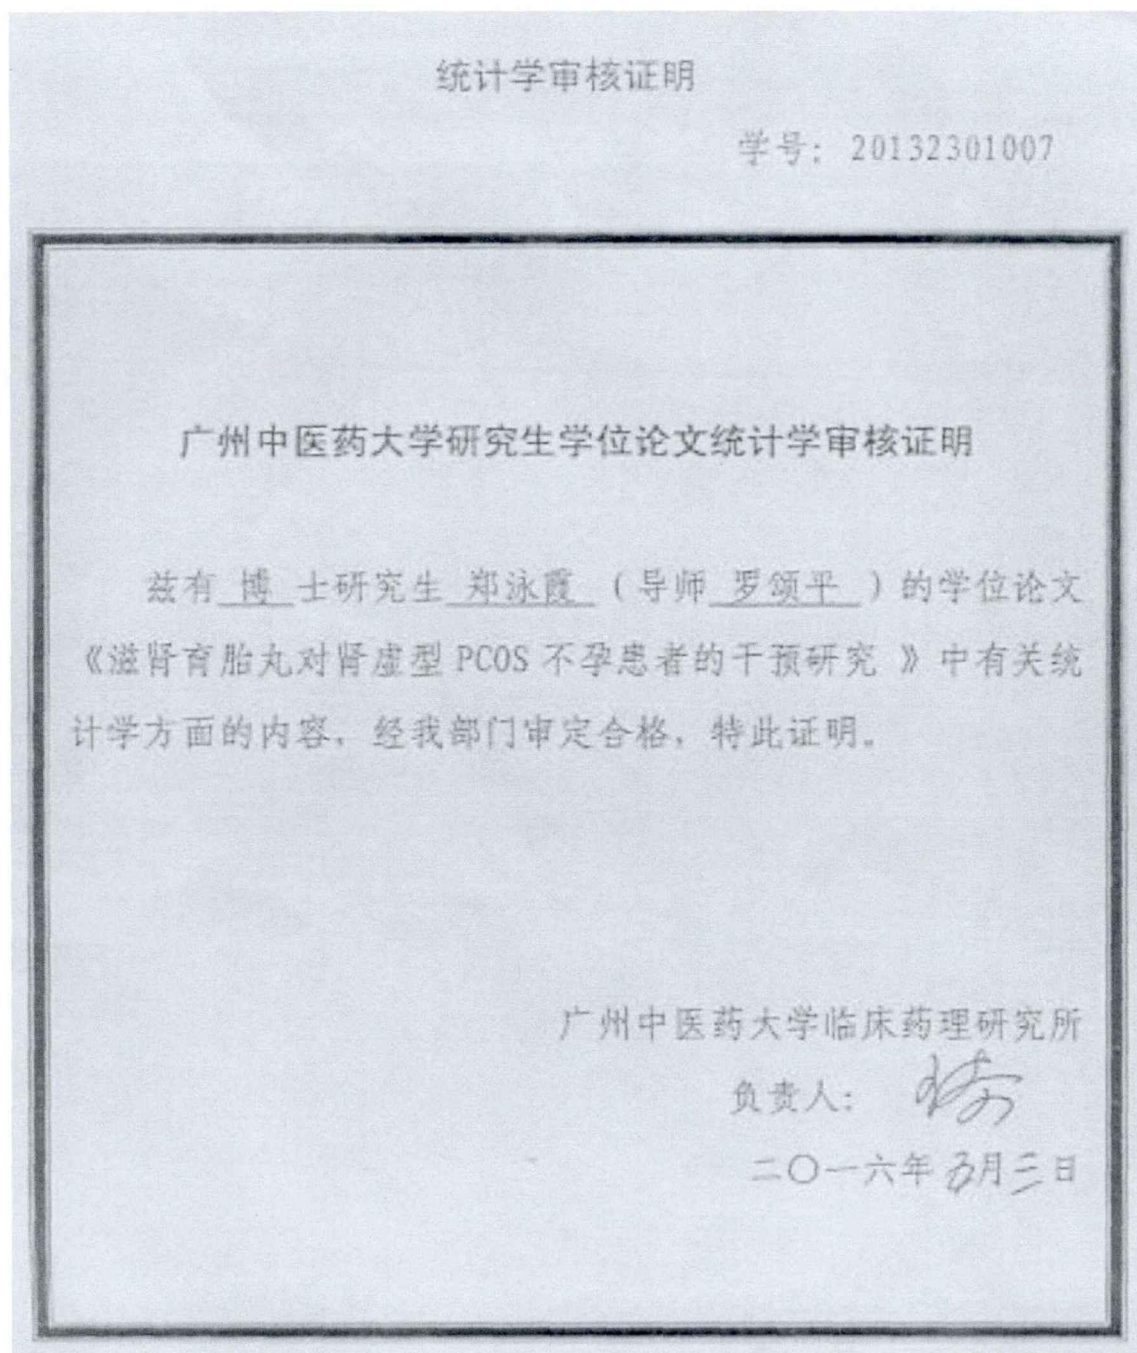 统计学审核证明
学号: 20132301007
广州中医药大学研究生学位论文统计学审核证明
兹有 博 士研究生 郑泳霞 (导师 罗颂平 ) 的学位论文
《滋肾育胎丸对肾虚型 PCOS 不孕患者的干预研究 》中有关统
计学方面的内容，经我部门审定合格，特此证明。
广州中医药大学临床药理研究所
负责人:
二〇一六年五月三日